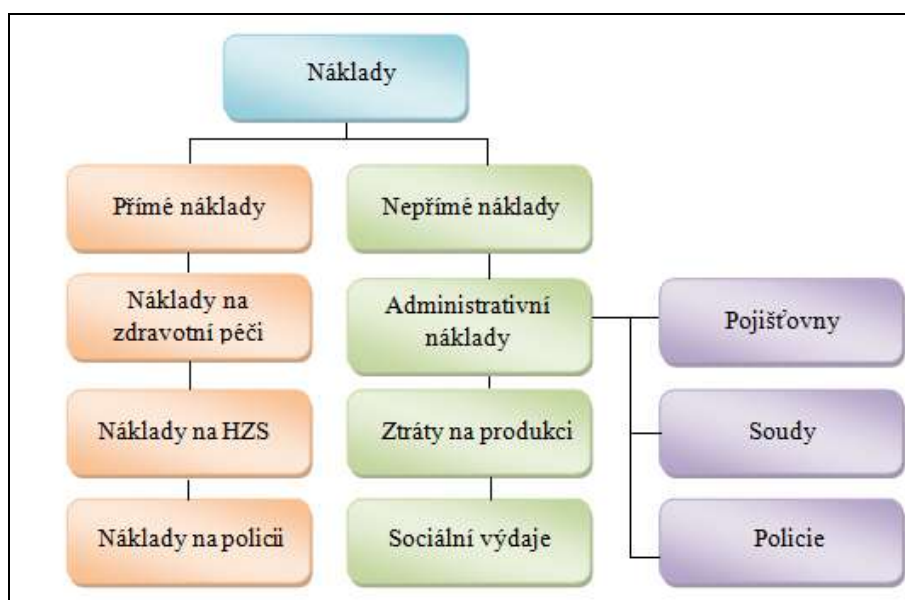 Náklady
Přímé náklady
Nepřímé náklady
Náklady na
zdravotní péči
Administrativní
náklady
Pojišťovny
Náklady na HZS
Ztráty na produkci
Soudy
Náklady na policii
Sociální výdaje
Policie